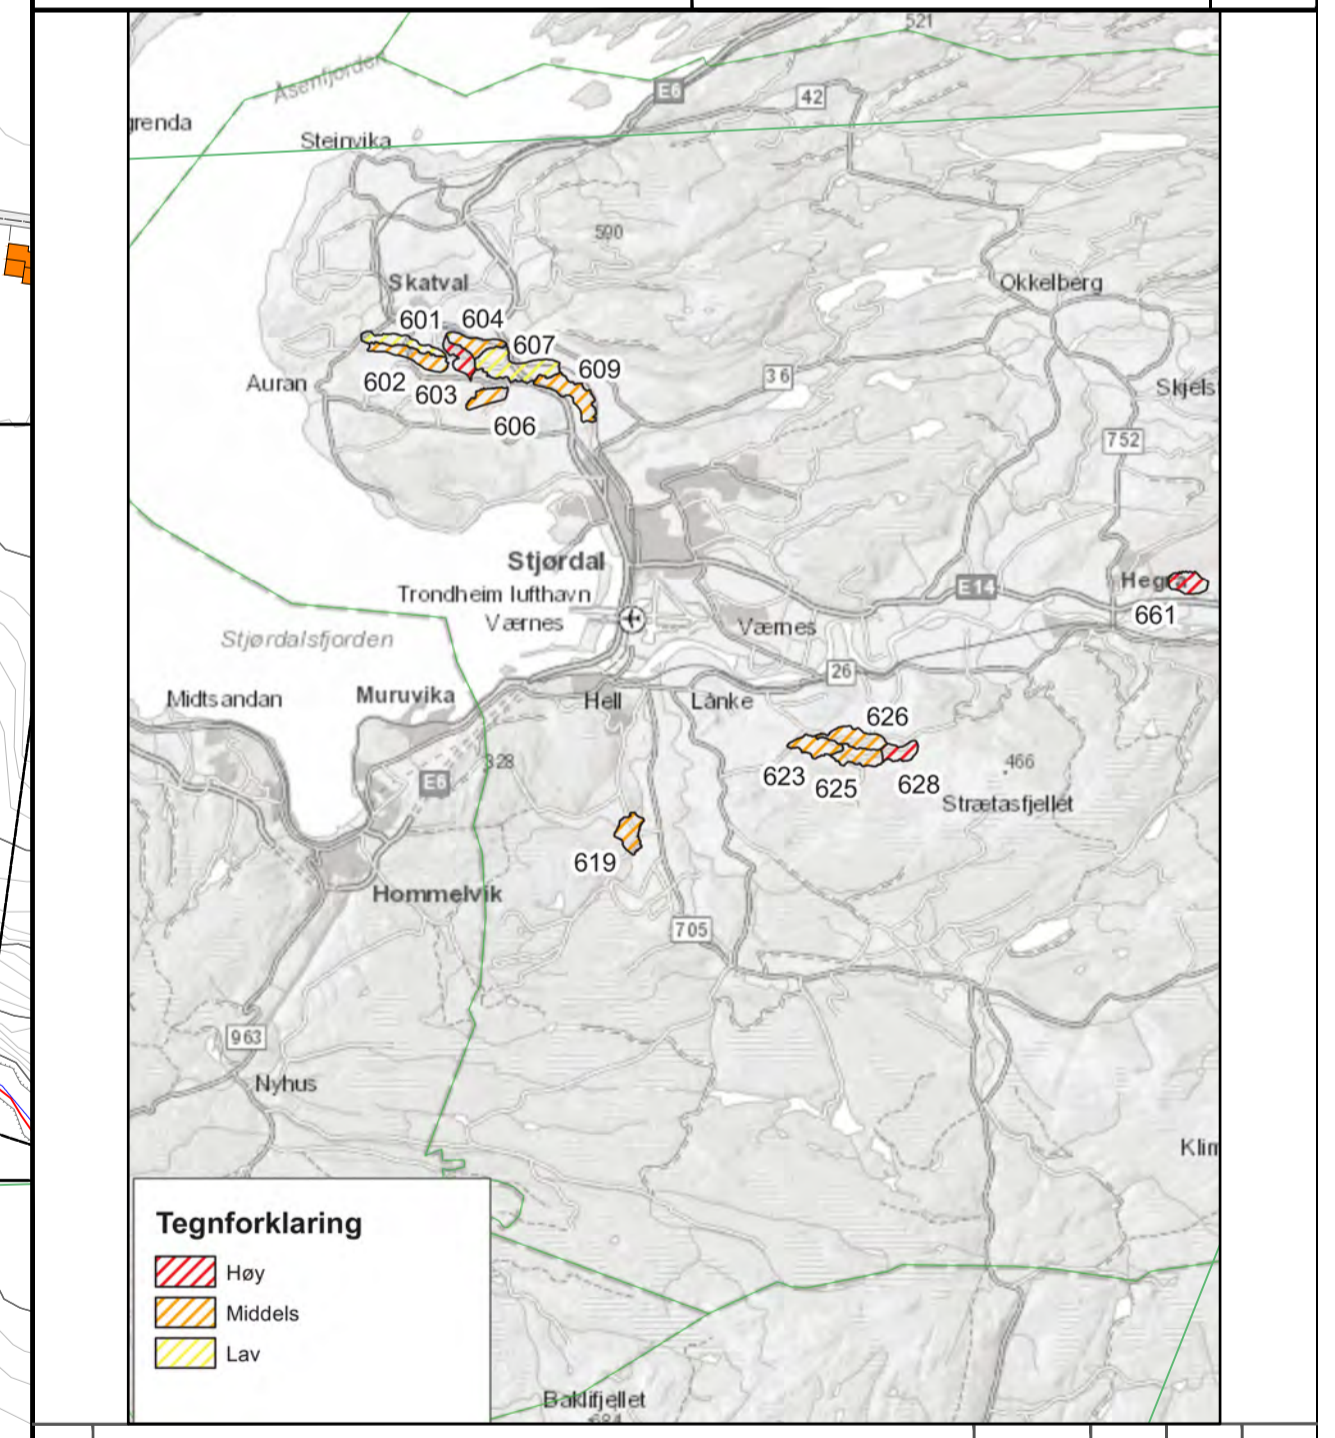 521
Åsenfjorden
E6
42
grenda
Steinvika
590
Skatval
Okkelberg
601
604
607
609
36
Auran
602
603
606
Skjels
752
Stjørdal
Trondheim lufthavn
Værnes
E14
Hegra
661
Værnes
Stjørdalsfjorden
26
Midtsandan
Muruvika
Hell
Lånke
626
328
E6
623
625
628
466
Strætasfjellet
619
Hommelvik
705
963
Nyhus
Klim
Tegnforklaring
Høy
Middels
Lav
Baklifjellet